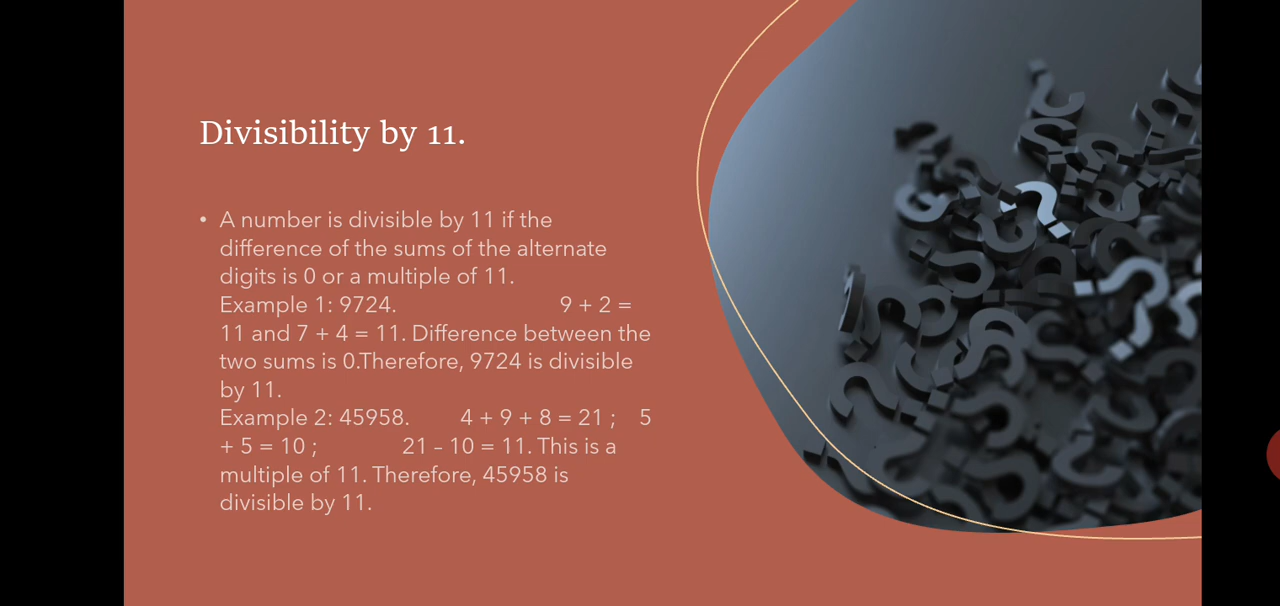 Divisibility by 11.
• A number is divisible by 11 if the
difference of the sums of the alternate
digits is 0 or a multiple of 11.
Example 1: 9724. 9 + 2 =
11 and 7 + 4 = 11. Difference between the
two sums is 0.Therefore, 9724 is divisible
by 11.
Example 2: 45958. 4 + 9 + 8 = 21 ; 5
+ 5 = 10 ; 21 – 10 = 11. This is a
multiple of 11. Therefore, 45958 is
divisible by 11.